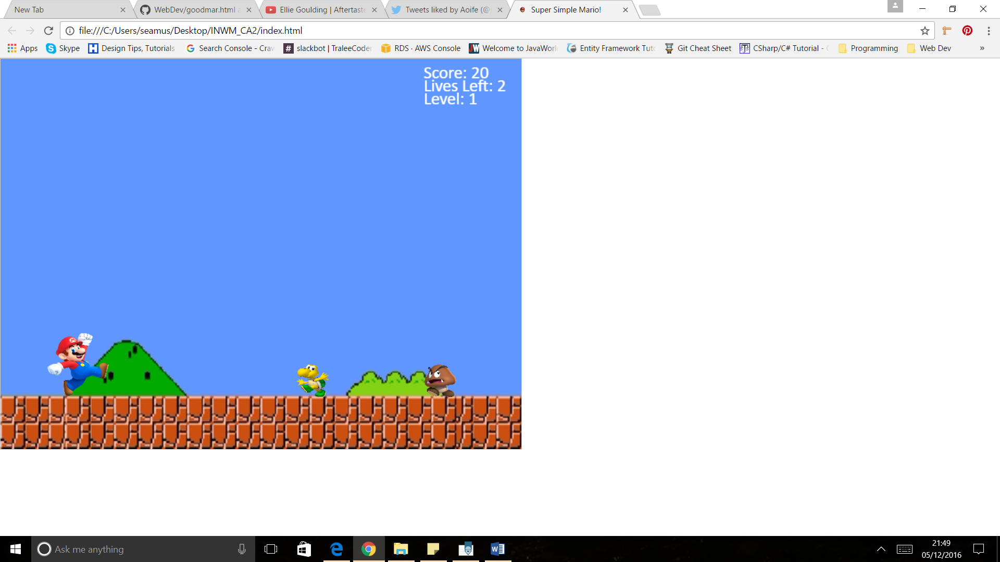 New Tab
WebDev/goodmar.html
Ellie Goulding | Aftertaste
Tweets liked by Aoife (@
Super Simple Mario!
file:///C:/Users/seamus/Desktop/INWM_CA2/index.html
Apps
Skype
Design Tips, Tutorials
Search Console - Craw
slackbot | TraleeCoder
RDS · AWS Console
Welcome to JavaWorl
Entity Framework Tuto
Git Cheat Sheet
CSharp/C# Tutorial -
Programming
Web Dev
»
Score: 20
Lives Left: 2
Level: 1
Ask me anything
21:49
05/12/2016